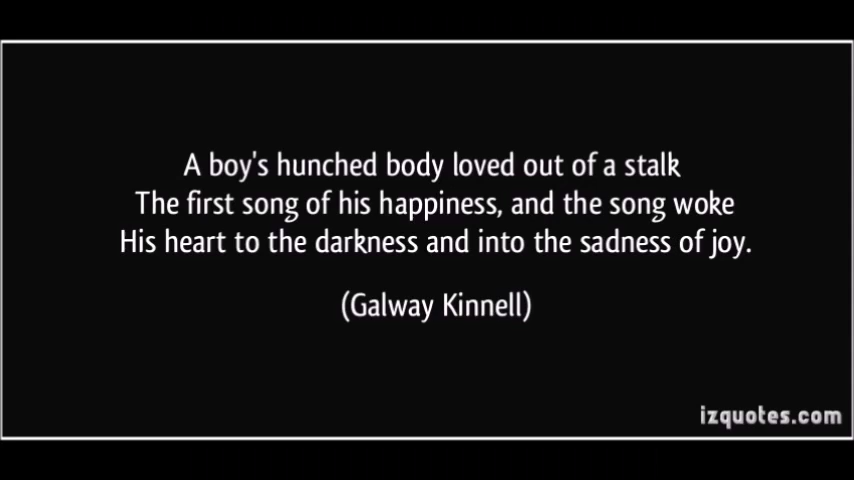 A boy's hunched body loved out of a stalk
The first song of his happiness, and the song woke
His heart to the darkness and into the sadness of joy.
(Galway Kinnell)
izquotes.com